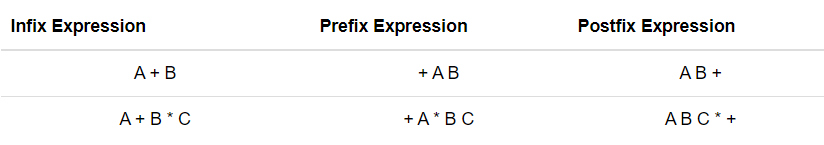 Infix Expression Prefix Expression Postfix Expression
A + B + A B A B +
A + B * C + A * B C A B C * +